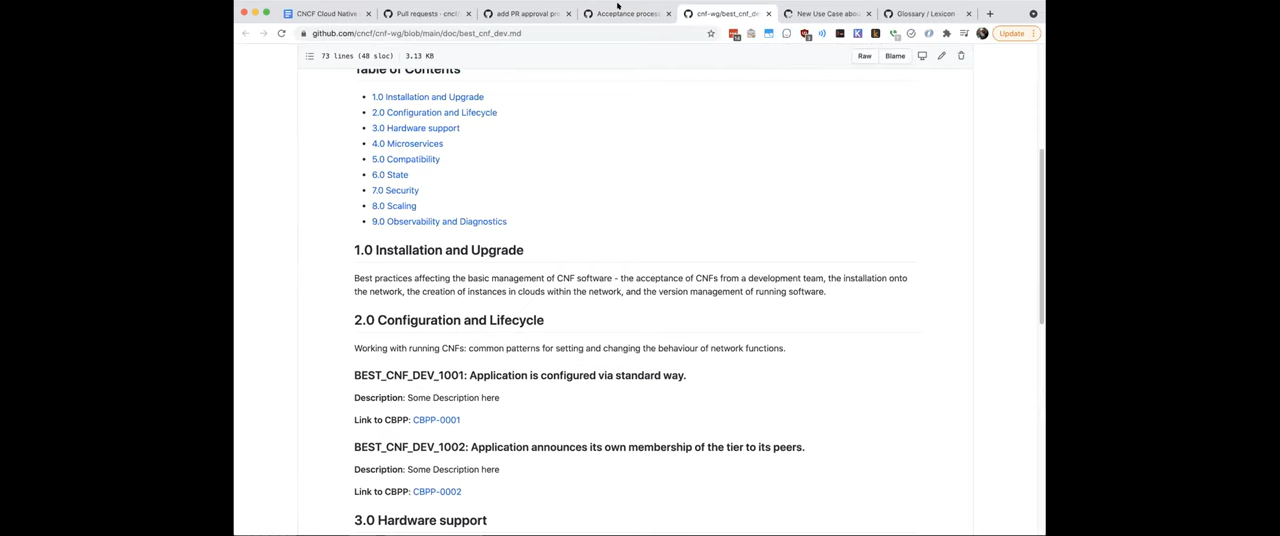 CNCF Cloud Native
Pull requests · cncf/
add PR approval pro
Acceptance process
cnf-wg/best_cnf_de
New Use Case abou
Glossary / Lexicon
github.com/cncf/cnf-wg/blob/main/doc/best_cnf_dev.md
Update
73 lines (48 sloc) 3.13 KB
Raw
Blame
Table of Contents
1.0 Installation and Upgrade
2.0 Configuration and Lifecycle
3.0 Hardware support
4.0 Microservices
5.0 Compatibility
6.0 State
7.0 Security
8.0 Scaling
9.0 Observability and Diagnostics
1.0 Installation and Upgrade
Best practices affecting the basic management of CNF software - the acceptance of CNFs from a development team, the installation onto
the network, the creation of instances in clouds within the network, and the version management of running software.
2.0 Configuration and Lifecycle
Working with running CNFs: common patterns for setting and changing the behaviour of network functions.
BEST_CNF_DEV_1001: Application is configured via standard way.
Description: Some Description here
Link to CBPP: CBPP-0001
BEST_CNF_DEV_1002: Application announces its own membership of the tier to its peers.
Description: Some Description here
Link to CBPP: CBPP-0002
3.0 Hardware support